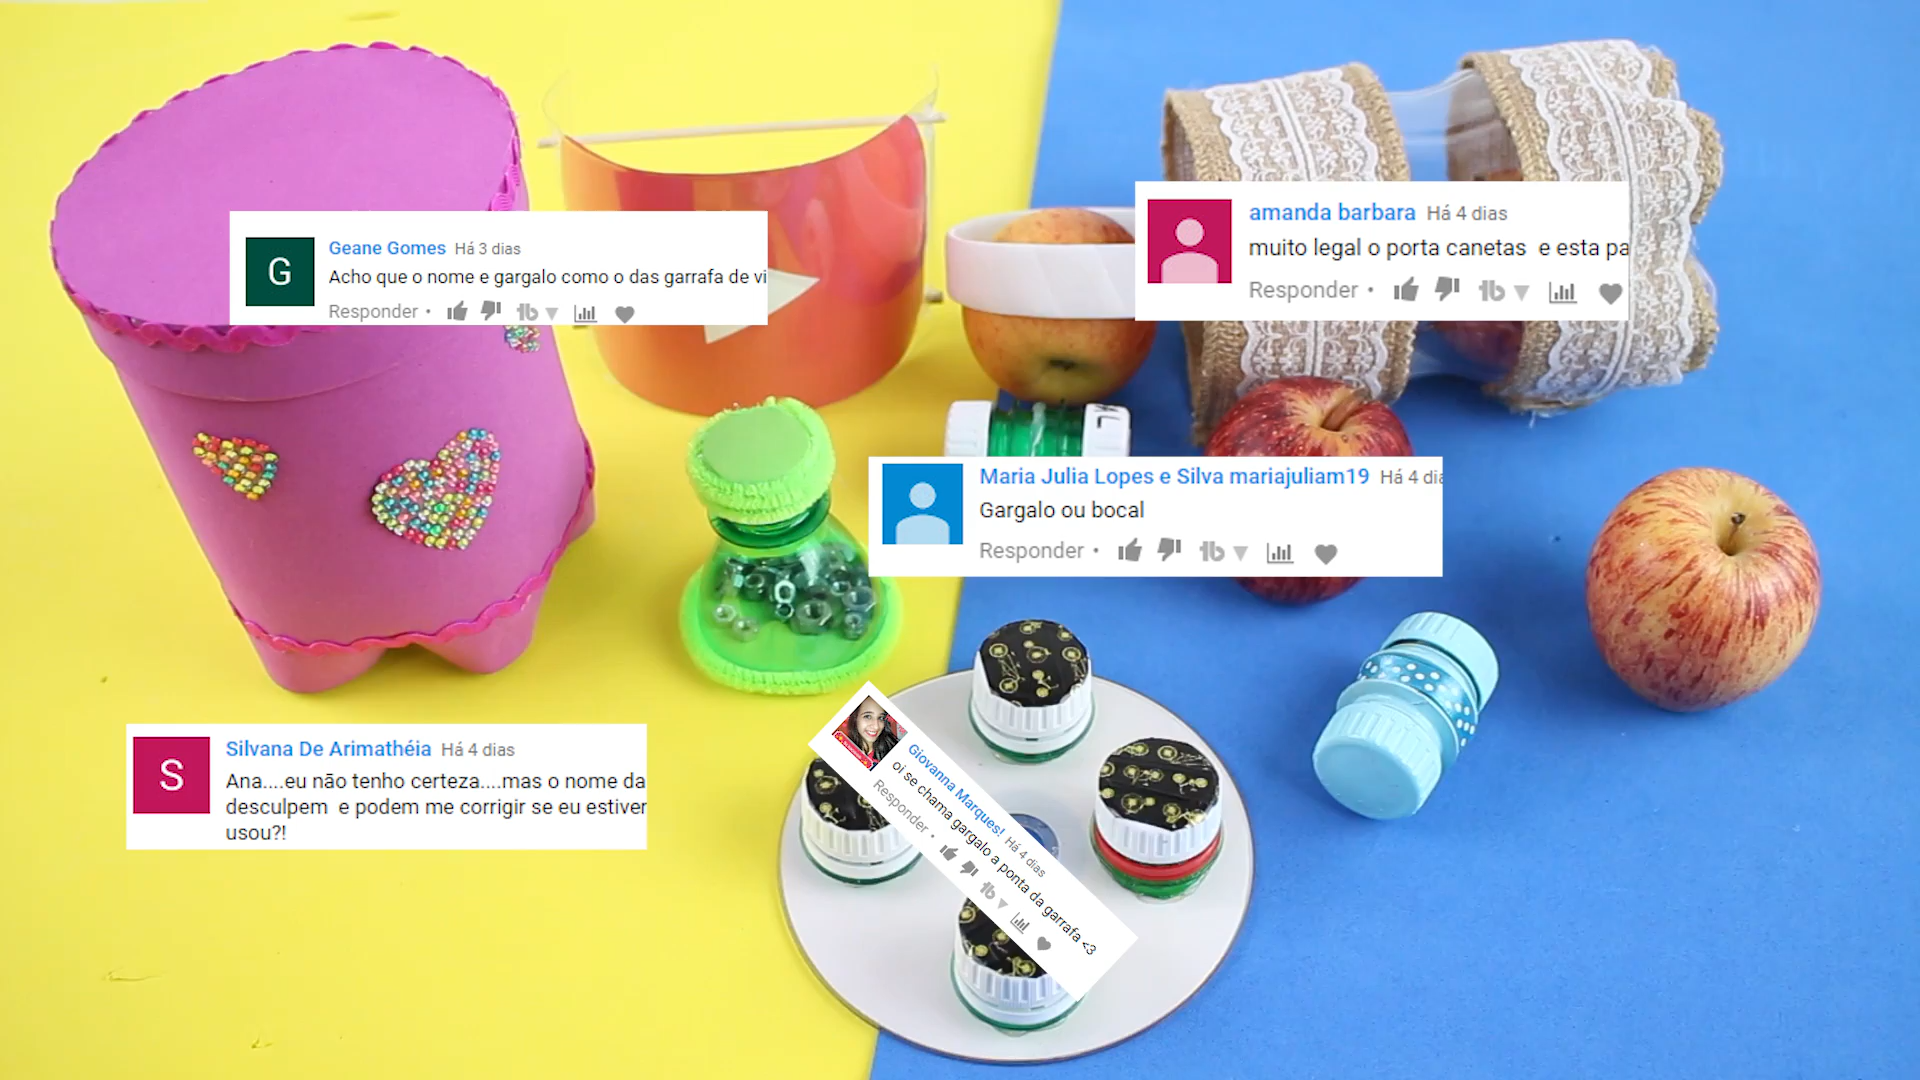 G
Geane Gomes Há 3 dias
Acho que o nome e gargalo como o das garrafa de vi
Responder •
amanda barbara Há 4 dias
muito legal o porta canetas e esta pa
Responder •
AL
Maria Julia Lopes e Silva mariajuliam19 Há 4 dia
Gargalo ou bocal
Responder •
S
Silvana De Arimathéia Há 4 dias
Ana....eu não tenho certeza....mas o nome da
desculpem e podem me corrigir se eu estiver
usou?!
Giovanna Marques! Há 4 dias
oi se chama gargalo a ponta da garrafa <3
Responder •